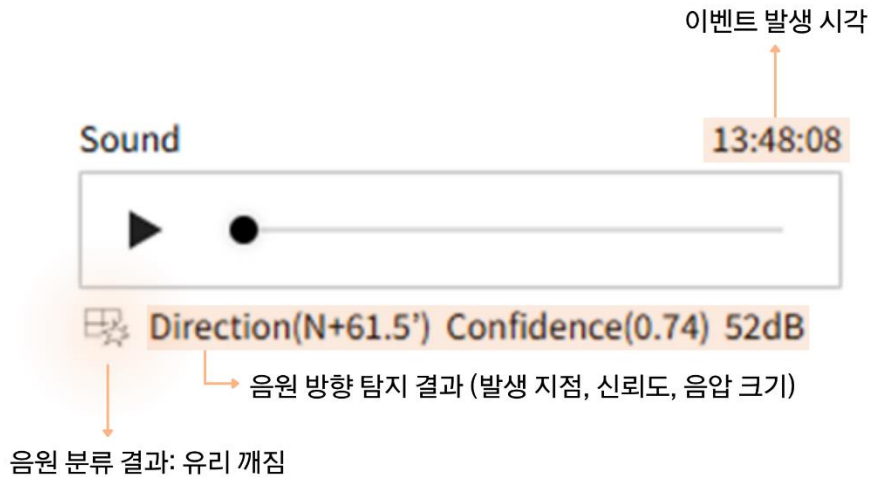 이벤트 발생 시각
Sound 13:48:08
Direction(N+61.5’) Confidence(0.74) 52dB
음원 방향 탐지 결과 (발생 지점, 신뢰도, 음압 크기)
음원 분류 결과: 유리 깨짐